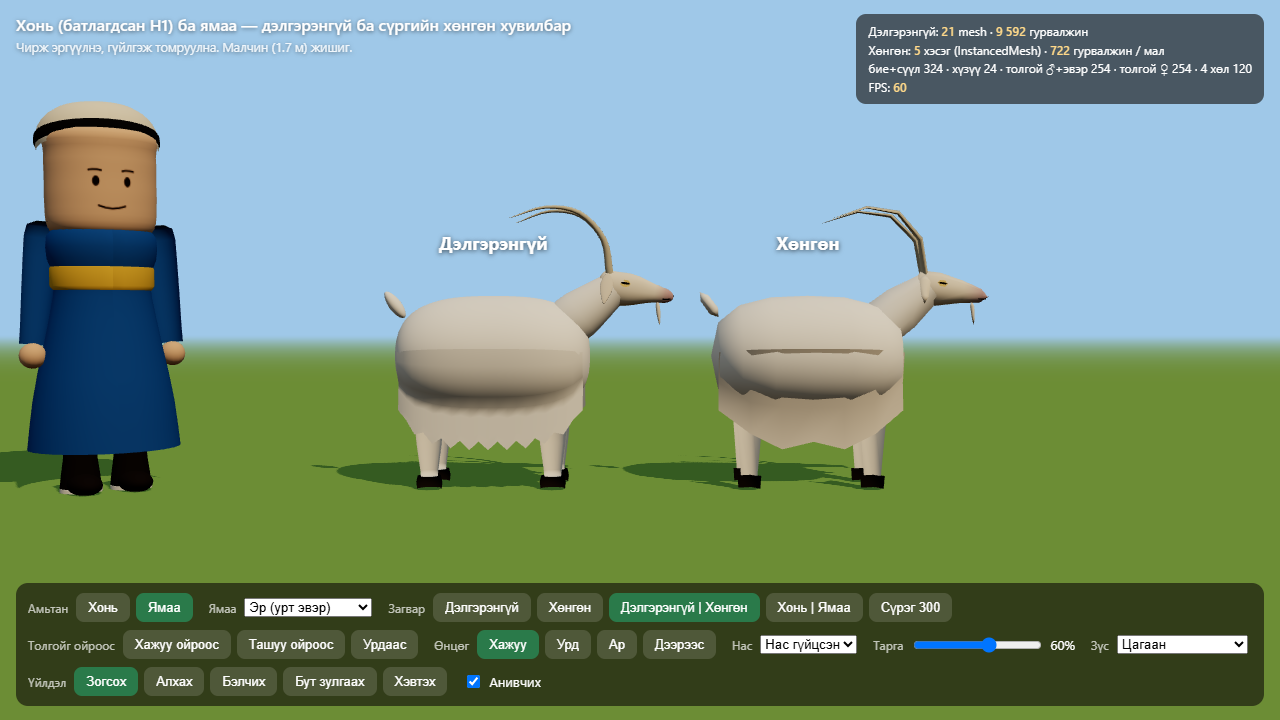 Хонь (батлагдсан H1) ба ямаа — дэлгэрэнгүй ба сүргийн хөнгөн хувилбар
Чирж эргүүлнэ, гүйлгэж томруулна. Малчин (1.7 м) жишиг.
Дэлгэрэнгүй: 21 mesh · 9 592 гурвалжин
Хөнгөн: 5 хэсэг (InstancedMesh) · 722 гурвалжин / мал
бие+сүүл 324 · хүзүү 24 · толгой ♂+эвэр 254 · толгой ♀ 254 · 4 хөл 120
FPS: 60
Дэлгэрэнгүй
Хөнгөн
Амьтан Хонь Ямаа Ямаа Эр (урт эвэр) Загвар Дэлгэрэнгүй Хөнгөн Дэлгэрэнгүй | Хөнгөн Хонь | Ямаа Сүрэг 300
Толгойг ойроос Хажуу ойроос Ташуу ойроос Урдаас Өнцөг Хажуу Урд Ар Дээрээс Нас Нас гүйцсэн Тарга 60% Зүс Цагаан
Үйлдэл Зогсох Алхах Бэлчих Бут зулгаах Хэвтэх Анивчих